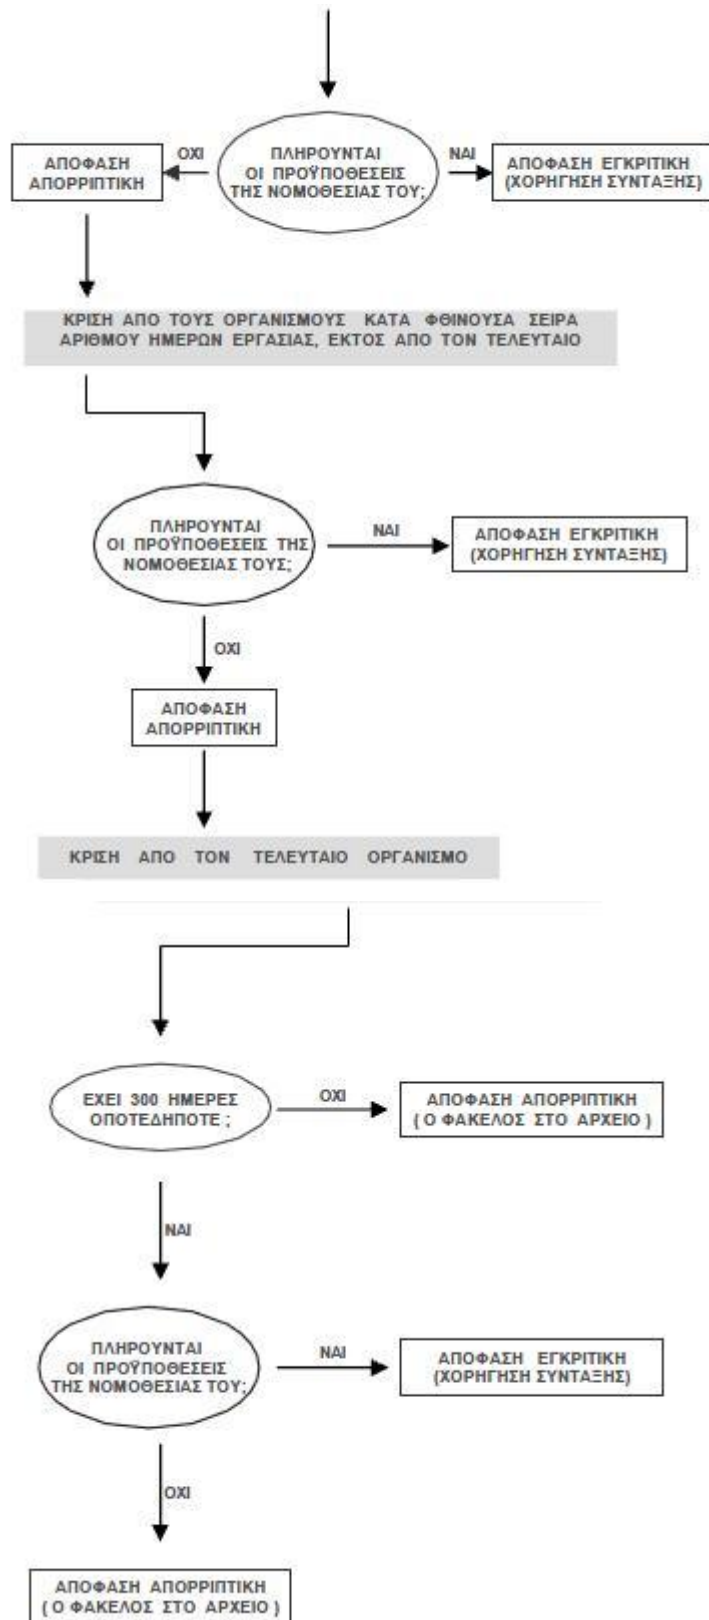 ΟΧΙ
ΝΑΙ
ΑΠΟΦΑΣΗ
ΑΠΟΡΡΙΠΤΙΚΗ
ΠΛΗΡΟΥΝΤΑΙ
ΟΙ ΠΡΟΫΠΟΘΕΣΕΙΣ
ΤΗΣ ΝΟΜΟΘΕΣΙΑΣ ΤΟΥ;
ΑΠΟΦΑΣΗ ΕΓΚΡΙΤΙΚΗ
(ΧΟΡΗΓΗΣΗ ΣΥΝΤΑΞΗΣ)
ΚΡΙΣΗ ΑΠΟ ΤΟΥΣ ΟΡΓΑΝΙΣΜΟΥΣ ΚΑΤΑ ΦΘΙΝΟΥΣΑ ΣΕΙΡΑ
ΑΡΙΘΜΟΥ ΗΜΕΡΩΝ ΕΡΓΑΣΙΑΣ, ΕΚΤΟΣ ΑΠΟ ΤΟΝ ΤΕΛΕΥΤΑΙΟ
ΠΛΗΡΟΥΝΤΑΙ
ΟΙ ΠΡΟΫΠΟΘΕΣΕΙΣ ΤΗΣ
ΝΟΜΟΘΕΣΙΑΣ ΤΟΥΣ;
ΝΑΙ
ΑΠΟΦΑΣΗ ΕΓΚΡΙΤΙΚΗ
(ΧΟΡΗΓΗΣΗ ΣΥΝΤΑΞΗΣ)
ΟΧΙ
ΑΠΟΦΑΣΗ
ΑΠΟΡΡΙΠΤΙΚΗ
ΚΡΙΣΗ ΑΠΟ ΤΟΝ ΤΕΛΕΥΤΑΙΟ ΟΡΓΑΝΙΣΜΟ
ΕΧΕΙ 300 ΗΜΕΡΕΣ
ΟΠΟΤΕΔΗΠΟΤΕ ;
ΟΧΙ
ΑΠΟΦΑΣΗ ΑΠΟΡΡΙΠΤΙΚΗ
( Ο ΦΑΚΕΛΟΣ ΣΤΟ ΑΡΧΕΙΟ )
ΝΑΙ
ΠΛΗΡΟΥΝΤΑΙ
ΟΙ ΠΡΟΫΠΟΘΕΣΕΙΣ
ΤΗΣ ΝΟΜΟΘΕΣΙΑΣ ΤΟΥ;
ΝΑΙ
ΑΠΟΦΑΣΗ ΕΓΚΡΙΤΙΚΗ
(ΧΟΡΗΓΗΣΗ ΣΥΝΤΑΞΗΣ)
ΟΧΙ
ΑΠΟΦΑΣΗ ΑΠΟΡΡΙΠΤΙΚΗ
( Ο ΦΑΚΕΛΟΣ ΣΤΟ ΑΡΧΕΙΟ )